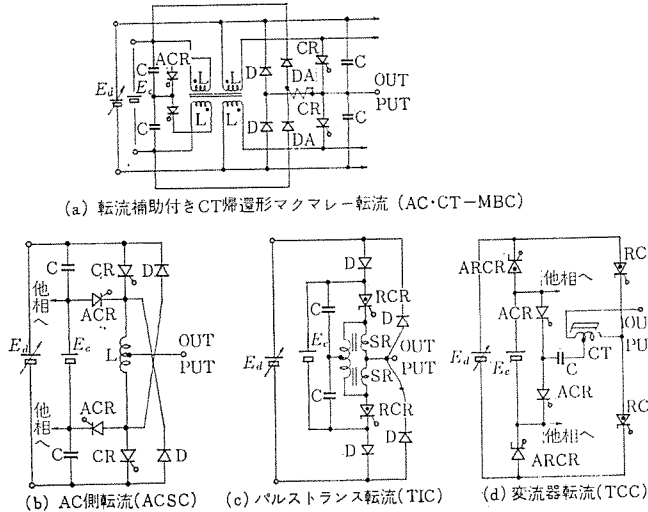 C
ACR
L
L
D
DA
CR
C
OUT
PUT
Ed
Ec
CR
C
C
L
L
D
DA
(a) 転流補助付きCT帰還形マクマレー転流 (AC·CT-MBC)
C
CR
D
他相へ
ACR
Ed
Ec
L
OUT
PUT
他相へ
ACR
C
CR
D
(b) AC側転流(ACSC)
D
C
RCR
D
Ed
Ec
SR
OUT
PUT
SR
C
RCR
D
D
(c) パルストランス転流(TIC)
ARCR
他相へ
RC
ACR
OU
PU
CT
Ed
Ec
C
ACR
他相へ
RC
ARCR
(d) 変流器転流(TCC)